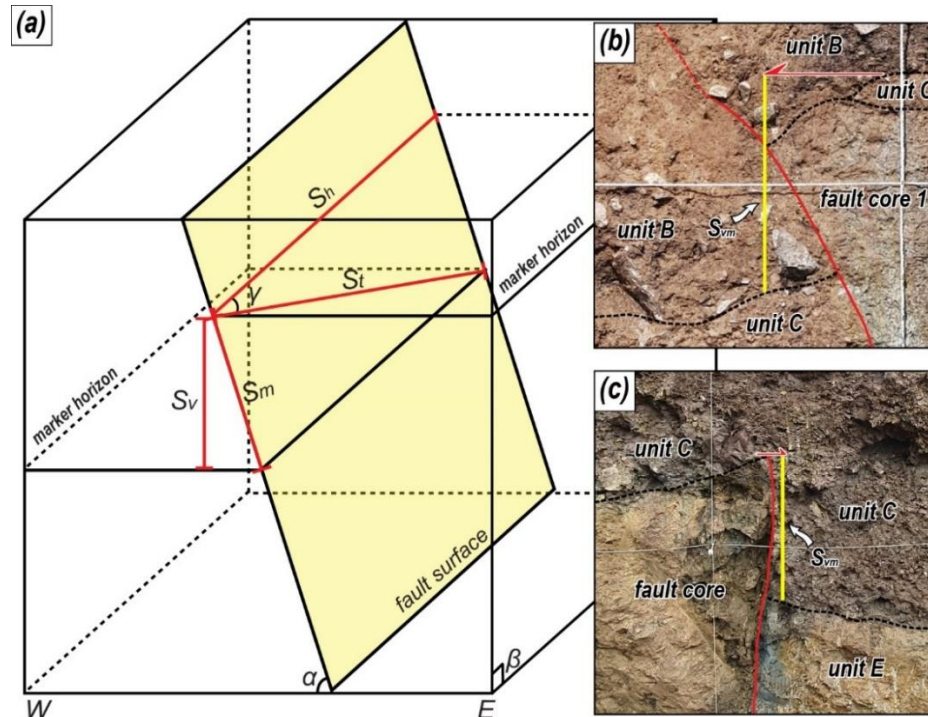 (a)
Sh
St
γ
Sv
Sm
marker horizon
marker horizon
fault surface
α
β
W
E
(b)
unit B
unit C
fault core 1
Svm
unit B
unit C
(c)
unit C
unit C
Svm
fault core
unit E